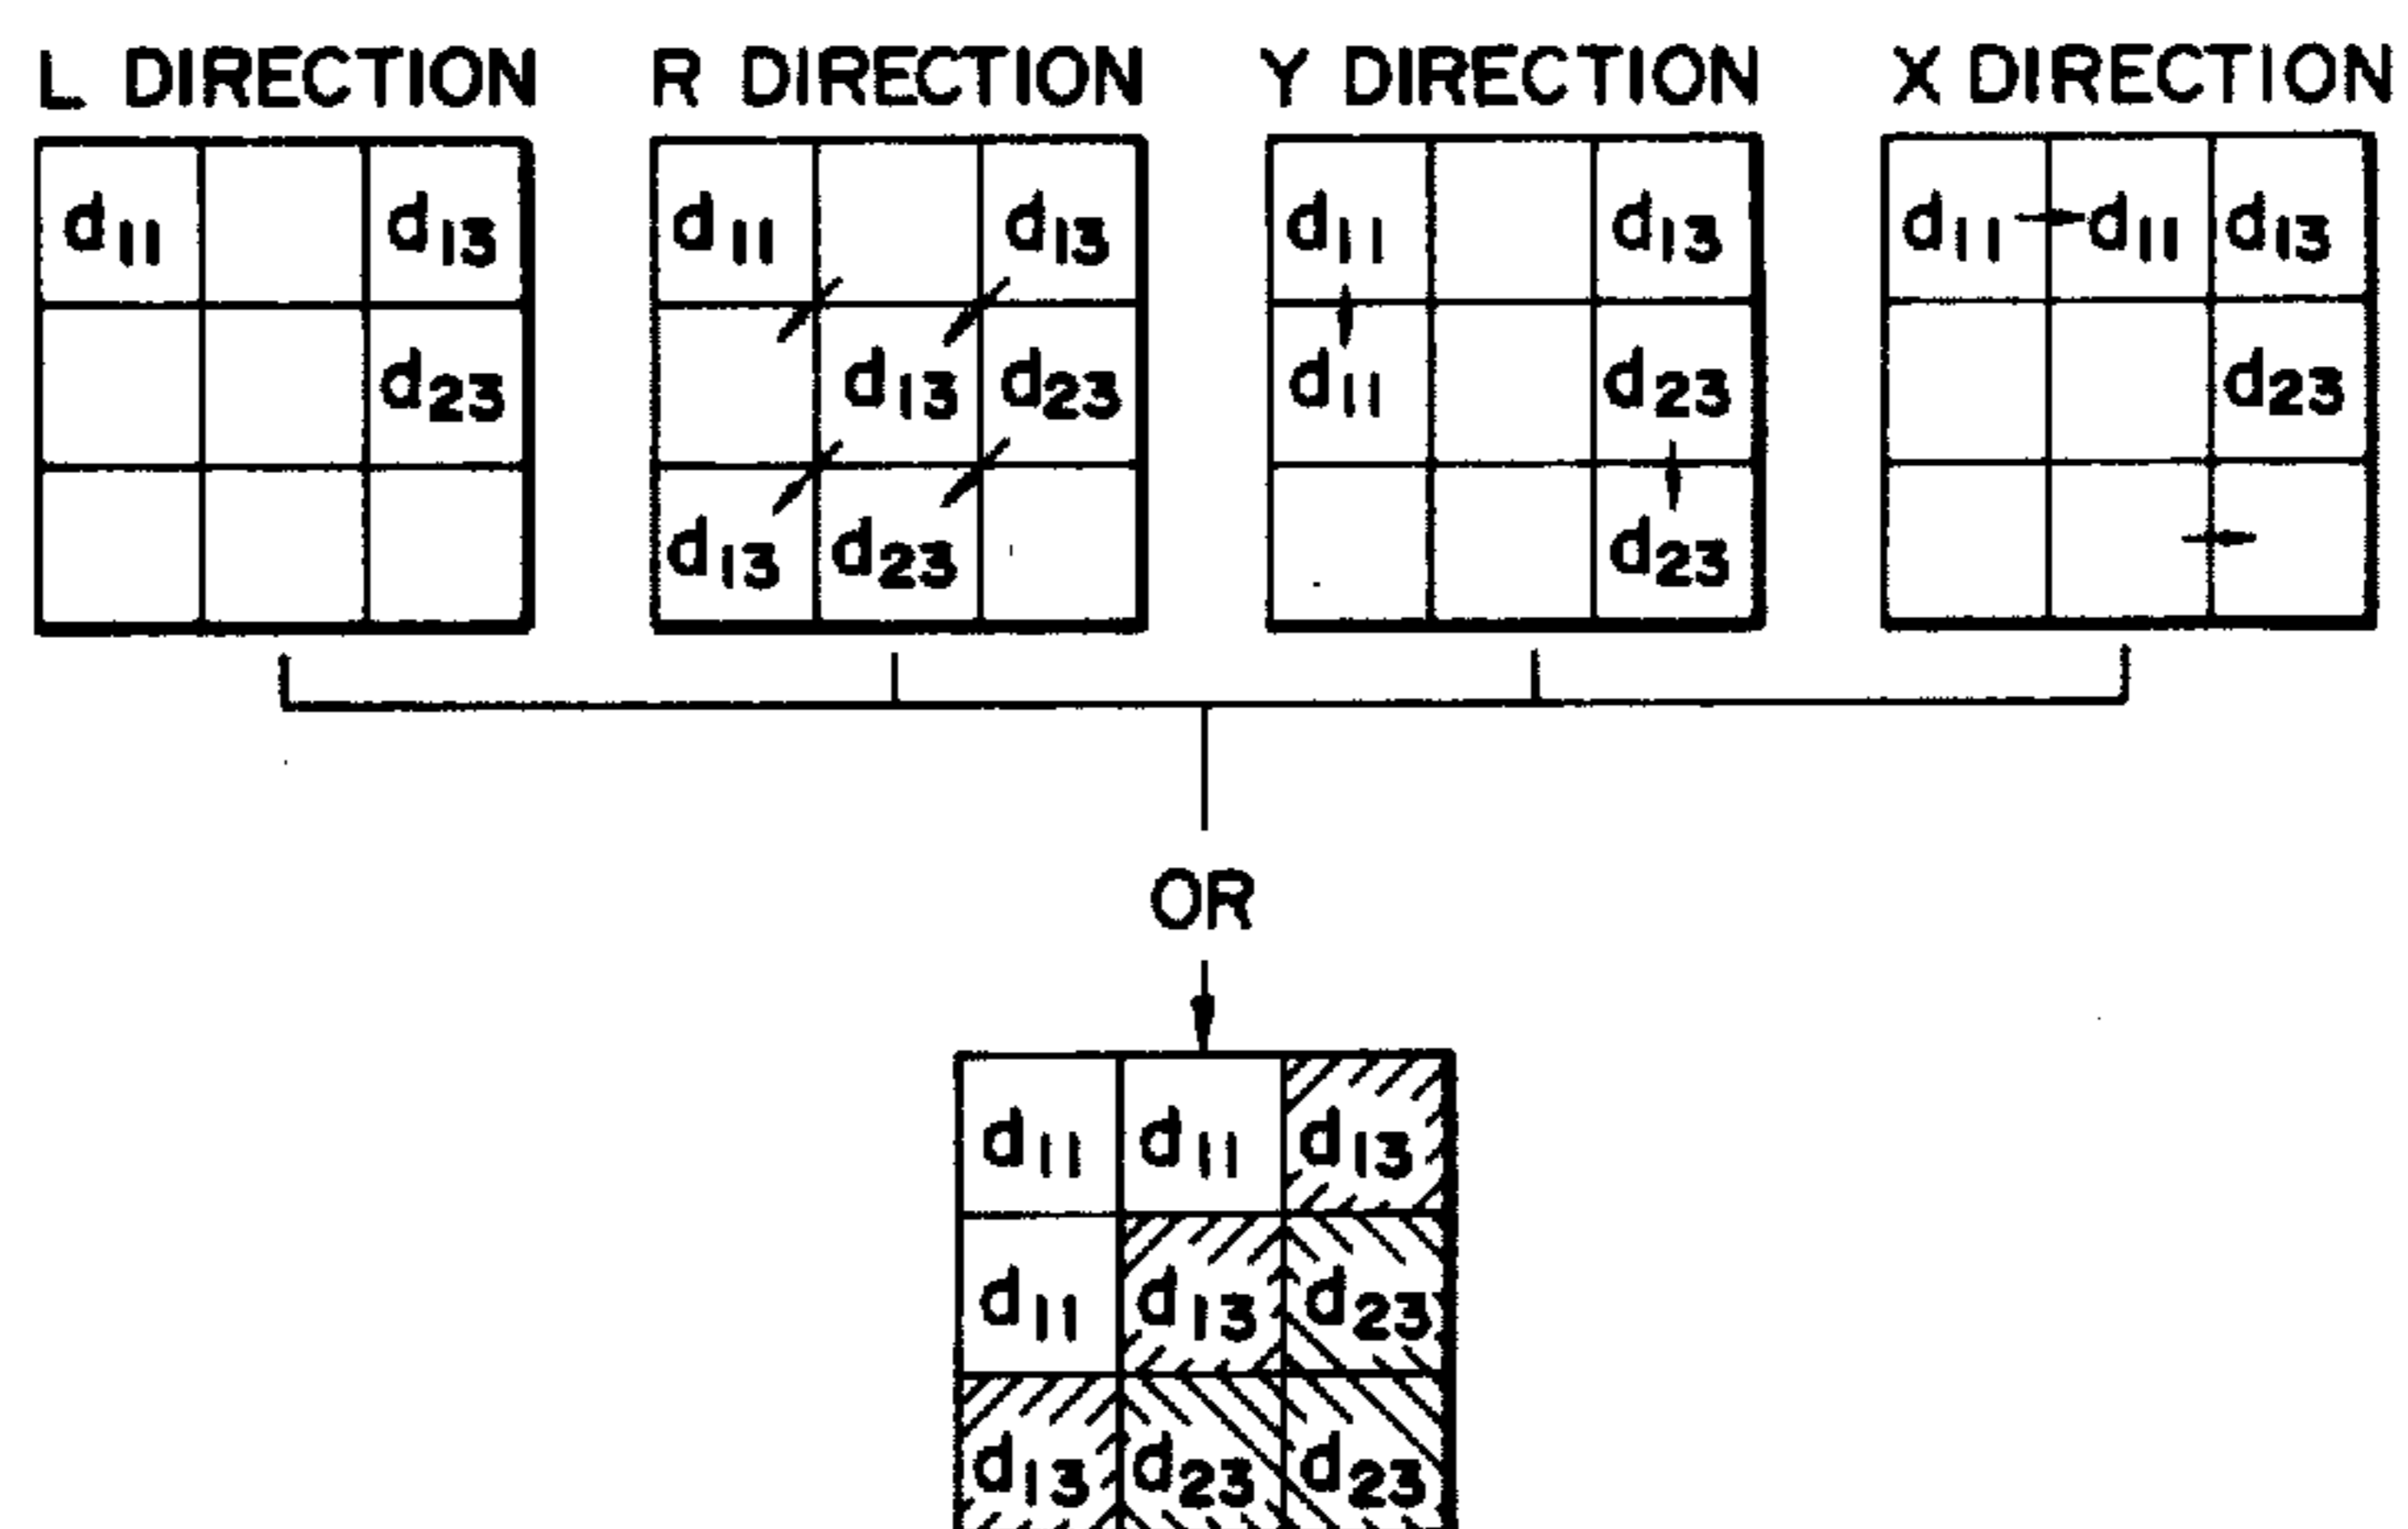 L DIRECTION R DIRECTION Y DIRECTION X DIRECTION
d11 d13 d11 d13 d11 d13 d11 d11 d13
d23 d13 d23 d11 d23 d23
d13 d23 d23
OR
d11 d11 d13
d11 d13 d23
d13 d23 d23